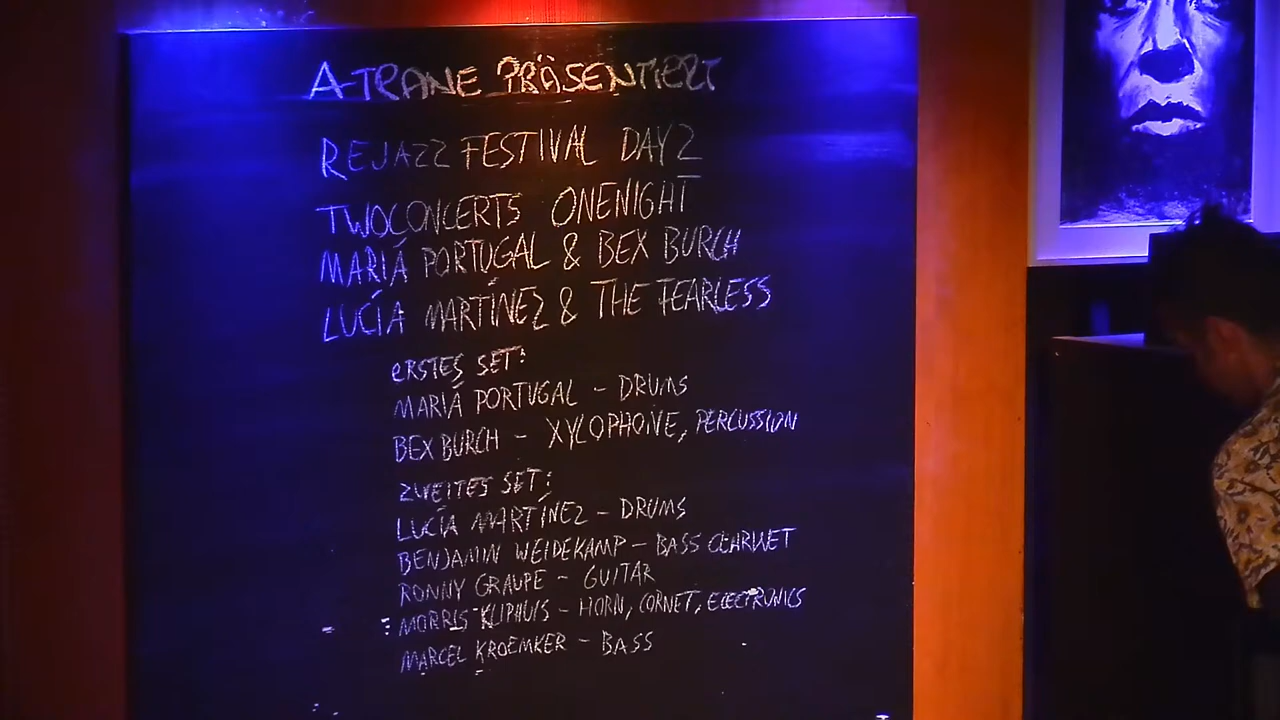 A-TRANE PRÄSENTIERT
REJAZZ FESTIVAL DAY 2
TWOCONCERTS ONENIGHT
MARIÁ PORTUGAL & BEX BURCH
LUCÍA MARTÍNEZ & THE FEARLESS
ERSTES SET:
MARIÁ PORTUGAL - DRUMS
BEX BURCH - XYLOPHONE, PERCUSSION
ZWEITES SET:
LUCÍA MARTÍNEZ - DRUMS
BENJAMIN WEIDEKAMP - BASS CLARINET
RONNY GRAUPE - GUITAR
MORRIS KLIPHUIS - HORN, CORNET, ELECTRONICS
MARCEL KROEMKER - BASS